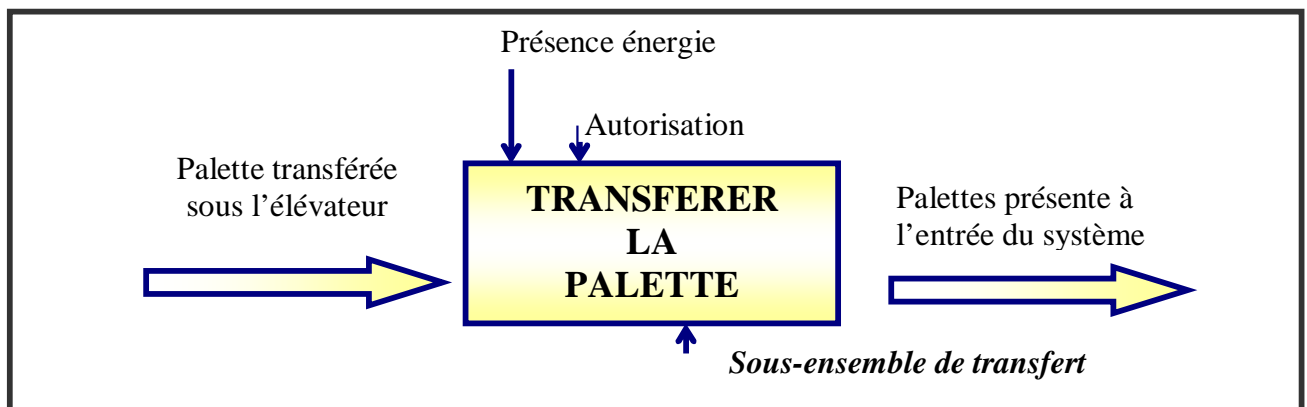 Présence énergie
Autorisation
Palette transférée
sous l’élévateur
TRANSFERER
LA
PALETTE
Palettes présente à
l’entrée du système
Sous-ensemble de transfert